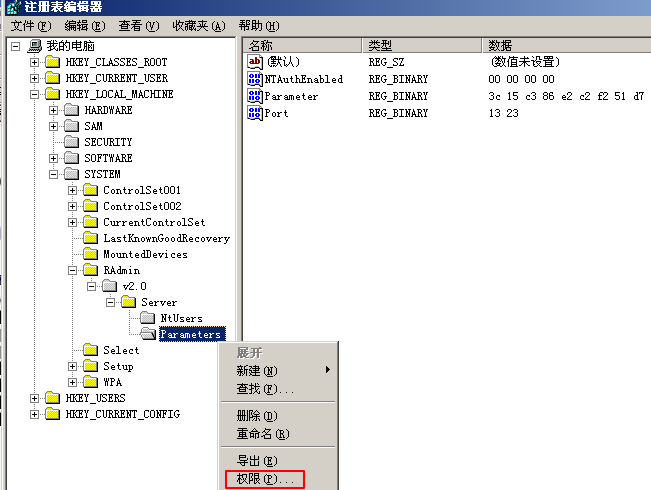 注册表编辑器
文件(F) 编辑(E) 查看(V) 收藏夹(A) 帮助(H)
我的电脑
HKEY_CLASSES_ROOT
HKEY_CURRENT_USER
HKEY_LOCAL_MACHINE
HARDWARE
SAM
SECURITY
SOFTWARE
SYSTEM
ControlSet001
ControlSet002
CurrentControlSet
LastKnownGoodRecovery
MountedDevices
RAdmin
v2.0
Server
NtUsers
Parameters
Select
Setup
WPA
HKEY_USERS
HKEY_CURRENT_CONFIG
名称 类型 数据
(默认) REG_SZ (数值未设置)
NTAuthEnabled REG_BINARY 00 00 00 00
Parameter REG_BINARY 3c 15 c3 86 e2 c2 f2 51 d7
Port REG_BINARY 13 23
展开
新建(N)
查找(F)...
删除(D)
重命名(R)
导出(E)
权限(P)...